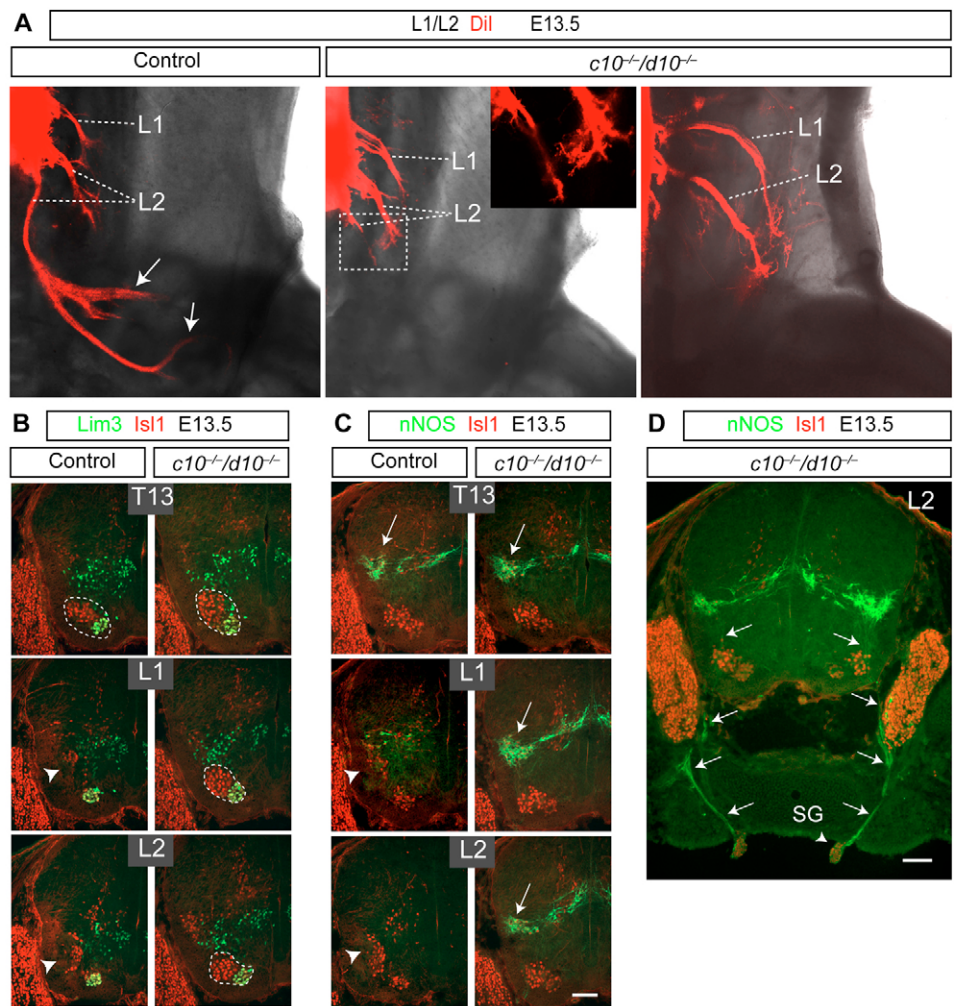 A
L1/L2 DiI E13.5
Control
c10–/–/d10–/–
L1
L2
L1
L2
L1
L2
B
Lim3 Isl1 E13.5
Control
c10–/–/d10–/–
T13
L1
L2
C
nNOS Isl1 E13.5
Control
c10–/–/d10–/–
T13
L1
L2
D
nNOS Isl1 E13.5
c10–/–/d10–/–
L2
SG